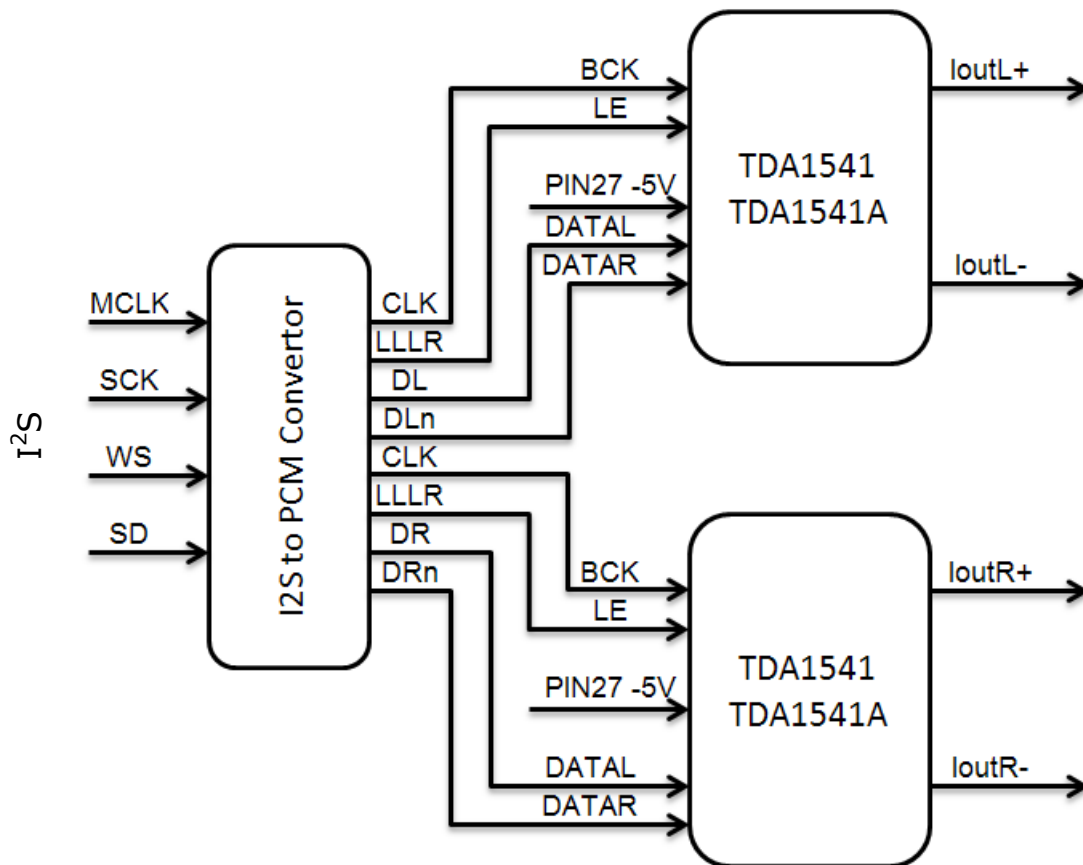 I²S
MCLK
SCK
WS
SD
I2S to PCM Convertor
CLK
LLLR
DL
DLn
CLK
LLLR
DR
DRn
BCK
LE
PIN27 -5V
DATAL
DATAR
TDA1541
TDA1541A
IoutL+
IoutL-
BCK
LE
PIN27 -5V
DATAL
DATAR
TDA1541
TDA1541A
IoutR+
IoutR-